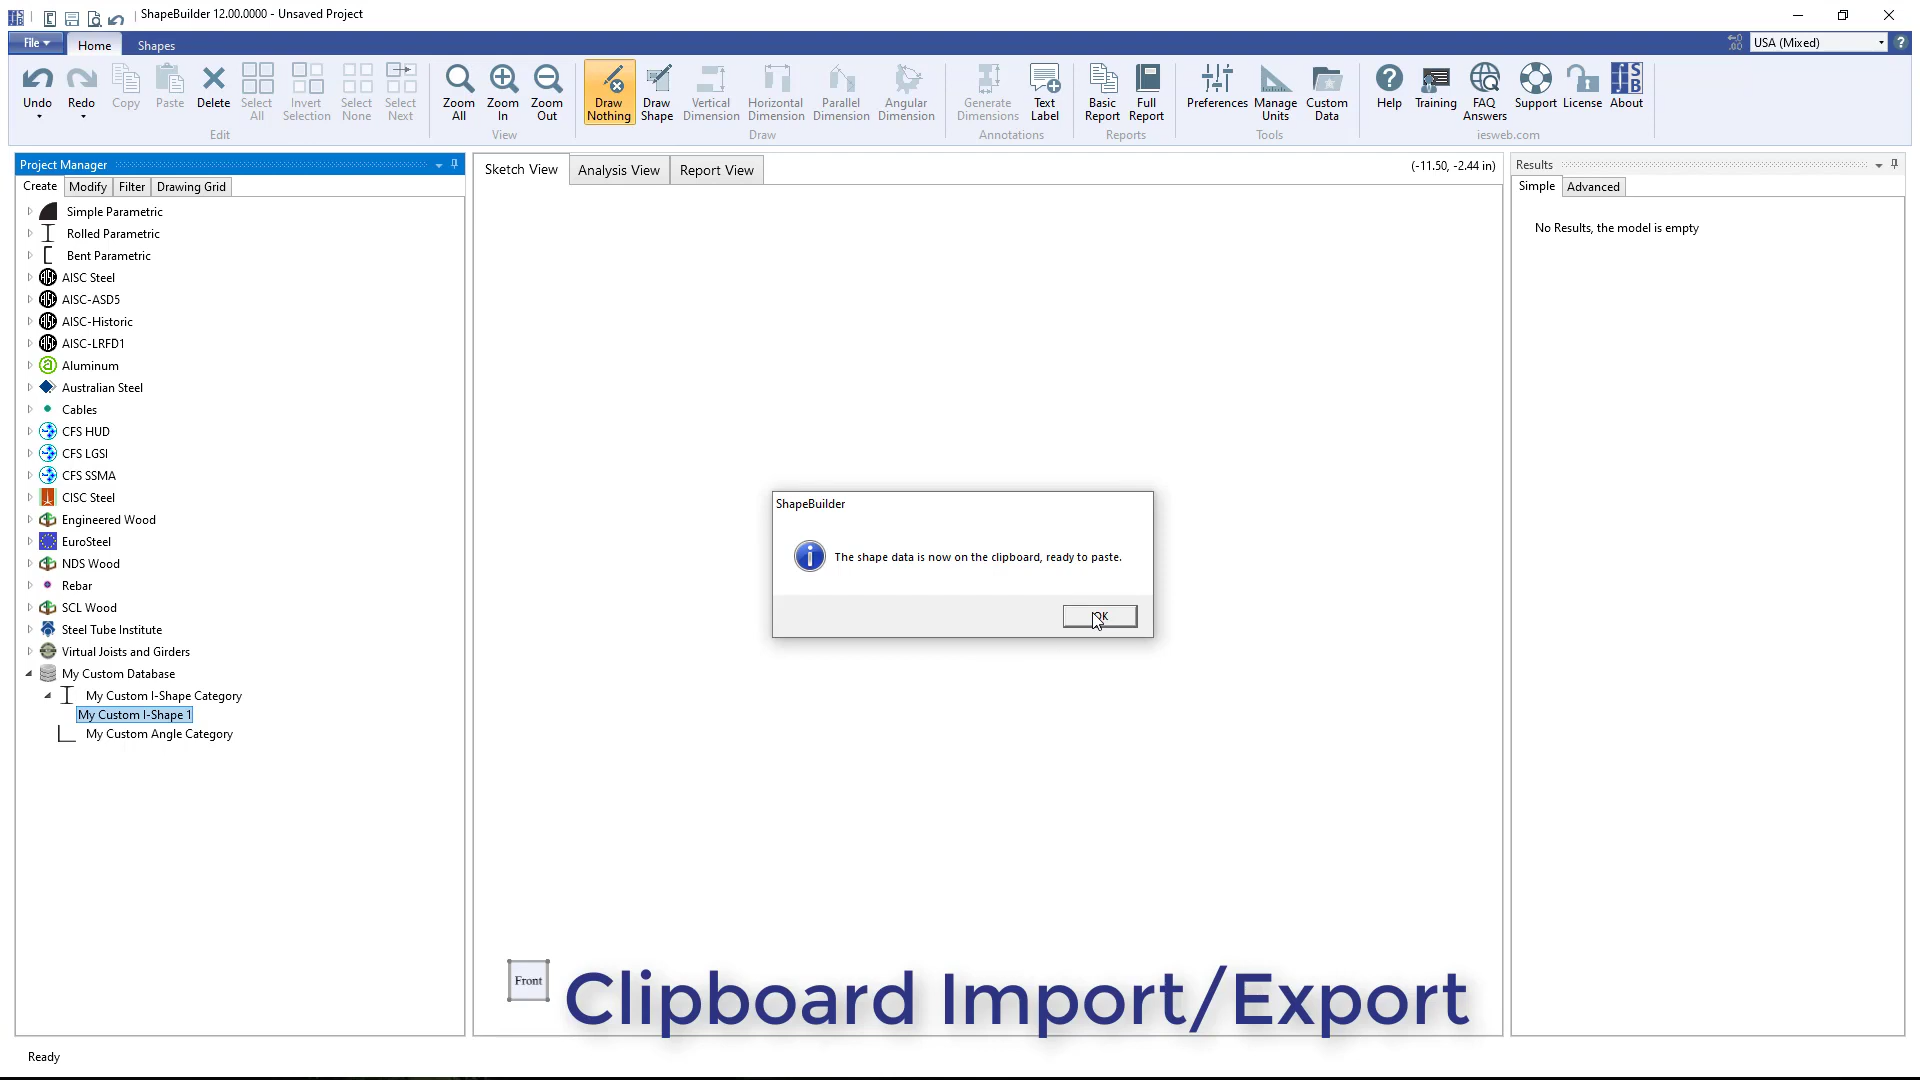 ShapeBuilder 12.00.0000 - Unsaved Project
File Home Shapes USA (Mixed)
Undo Redo Copy Paste Delete Select All Invert Selection Select None Select Next
Edit
Zoom All Zoom In Zoom Out
View
Draw Nothing Draw Shape Vertical Dimension Horizontal Dimension Parallel Dimension Angular Dimension
Draw
Generate Dimensions Text Label
Annotations
Basic Report Full Report
Reports
Preferences Manage Units Custom Data
Tools
Help Training FAQ Answers Support License About
iesweb.com
Project Manager
Create Modify Filter Drawing Grid
Simple Parametric
Rolled Parametric
Bent Parametric
AISC Steel
AISC-ASD5
AISC-Historic
AISC-LRFD1
Aluminum
Australian Steel
Cables
CFS HUD
CFS LGSI
CFS SSMA
CISC Steel
Engineered Wood
EuroSteel
NDS Wood
Rebar
SCL Wood
Steel Tube Institute
Virtual Joists and Girders
My Custom Database
My Custom I-Shape Category
My Custom I-Shape 1
My Custom Angle Category
Sketch View Analysis View Report View
(-11.50, -2.44 in)
ShapeBuilder
The shape data is now on the clipboard, ready to paste.
OK
Front
Clipboard Import/Export
Results
Simple Advanced
No Results, the model is empty
Ready